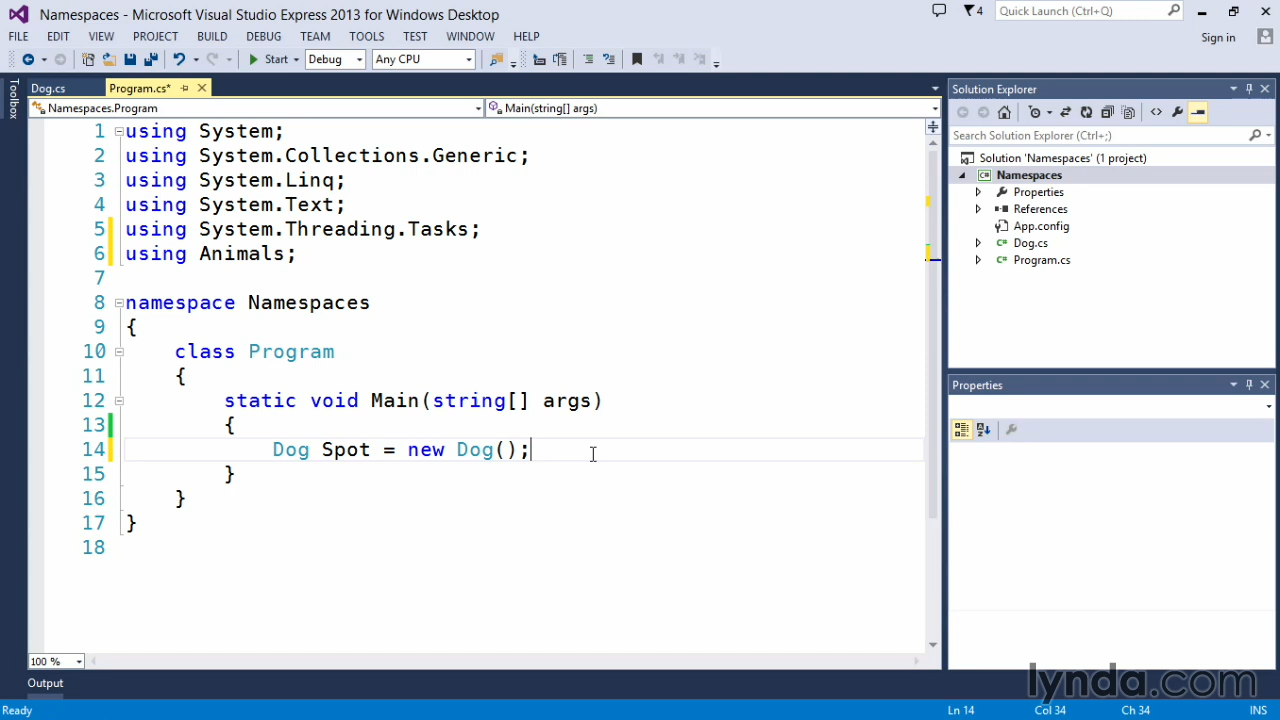 Namespaces - Microsoft Visual Studio Express 2013 for Windows Desktop
4
Quick Launch (Ctrl+Q)
FILE EDIT VIEW PROJECT BUILD DEBUG TEAM TOOLS TEST WINDOW HELP
Sign in
Start Debug Any CPU
Toolbox
Dog.cs Program.cs*
Namespaces.Program Main(string[] args)
1 using System;
2 using System.Collections.Generic;
3 using System.Linq;
4 using System.Text;
5 using System.Threading.Tasks;
6 using Animals;
7
8 namespace Namespaces
9 {
10 class Program
11 {
12 static void Main(string[] args)
13 {
14 Dog Spot = new Dog();
15 }
16 }
17 }
18
100 %
Output
Solution Explorer
Search Solution Explorer (Ctrl+;)
Solution 'Namespaces' (1 project)
C# Namespaces
Properties
References
App.config
C# Dog.cs
C# Program.cs
Properties
lynda.com
Ready Ln 14 Col 34 Ch 34 INS